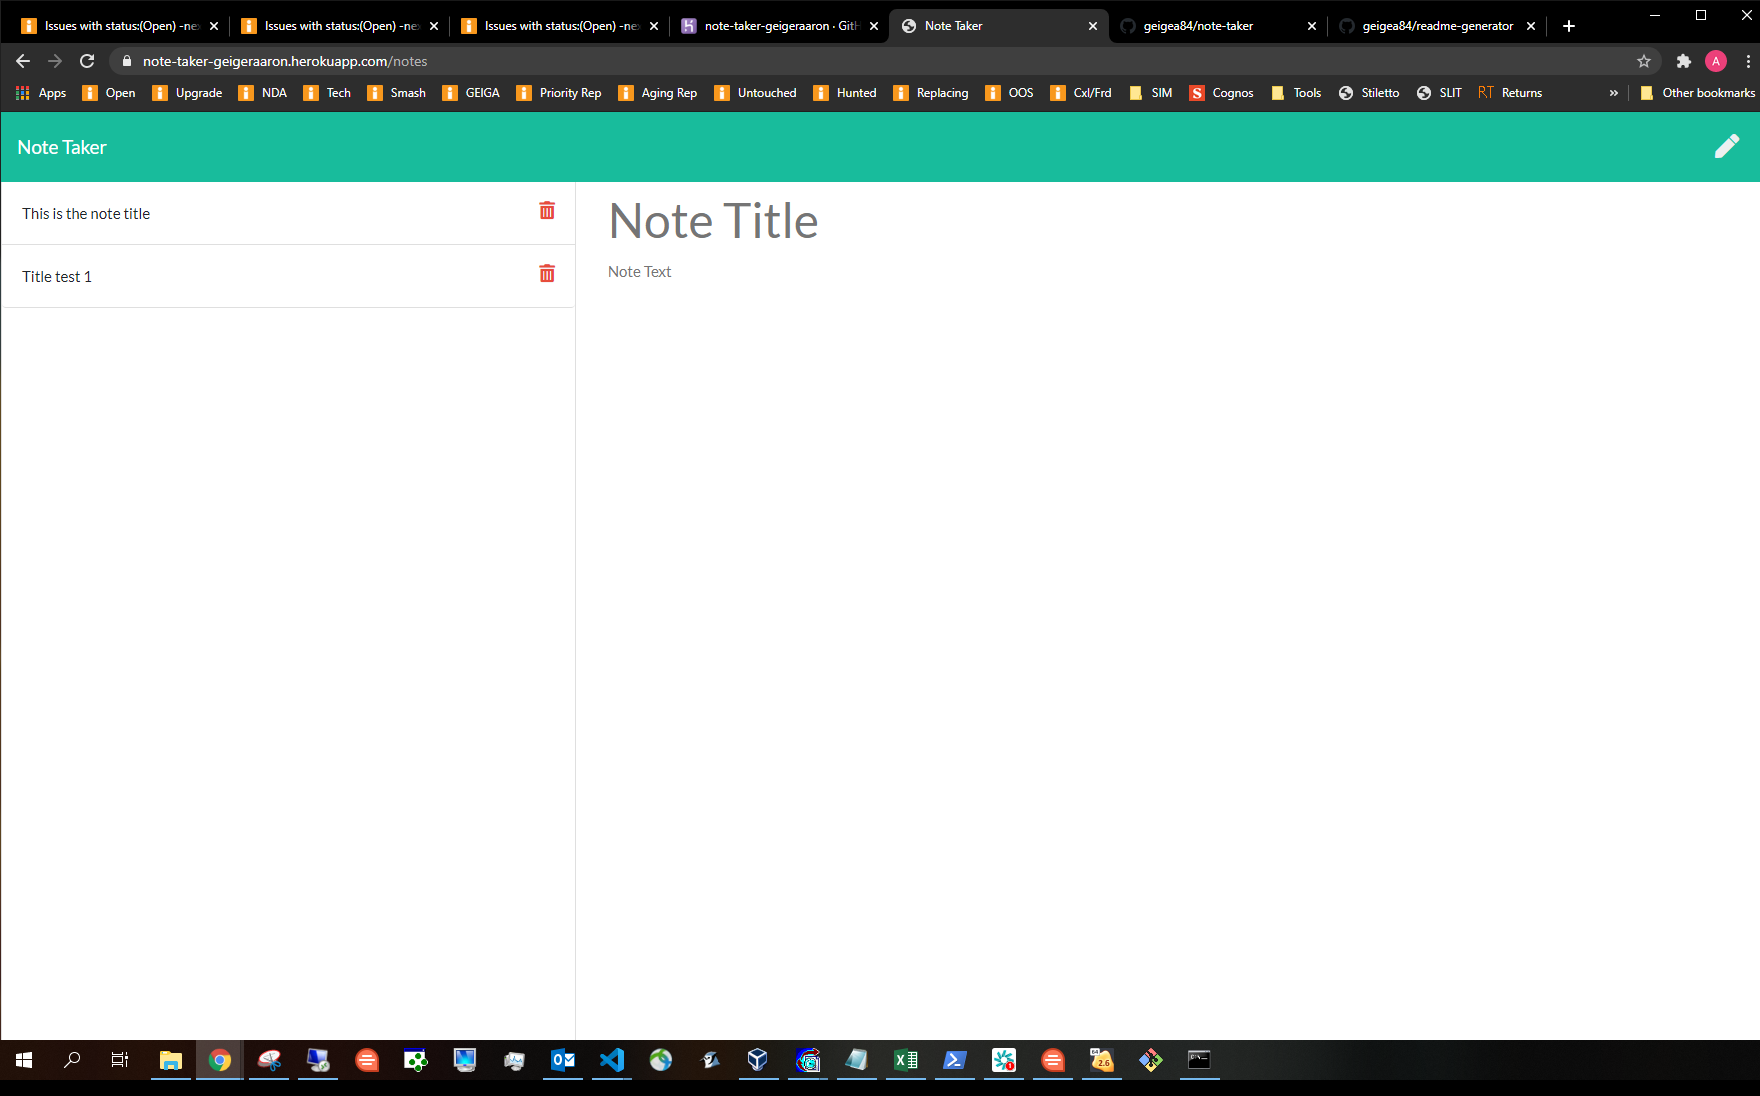 Issues with status:(Open) -ne
Issues with status:(Open) -ne
Issues with status:(Open) -ne
note-taker-geigeraaron · GitH
Note Taker
geigea84/note-taker
geigea84/readme-generator
note-taker-geigeraaron.herokuapp.com/notes
A
Apps
Open
Upgrade
NDA
Tech
Smash
GEIGA
Priority Rep
Aging Rep
Untouched
Hunted
Replacing
OOS
Cxl/Frd
SIM
S
Cognos
Tools
Stiletto
SLIT
RT
Returns
»
Other bookmarks
Note Taker
This is the note title
Title test 1
Note Title
Note Text